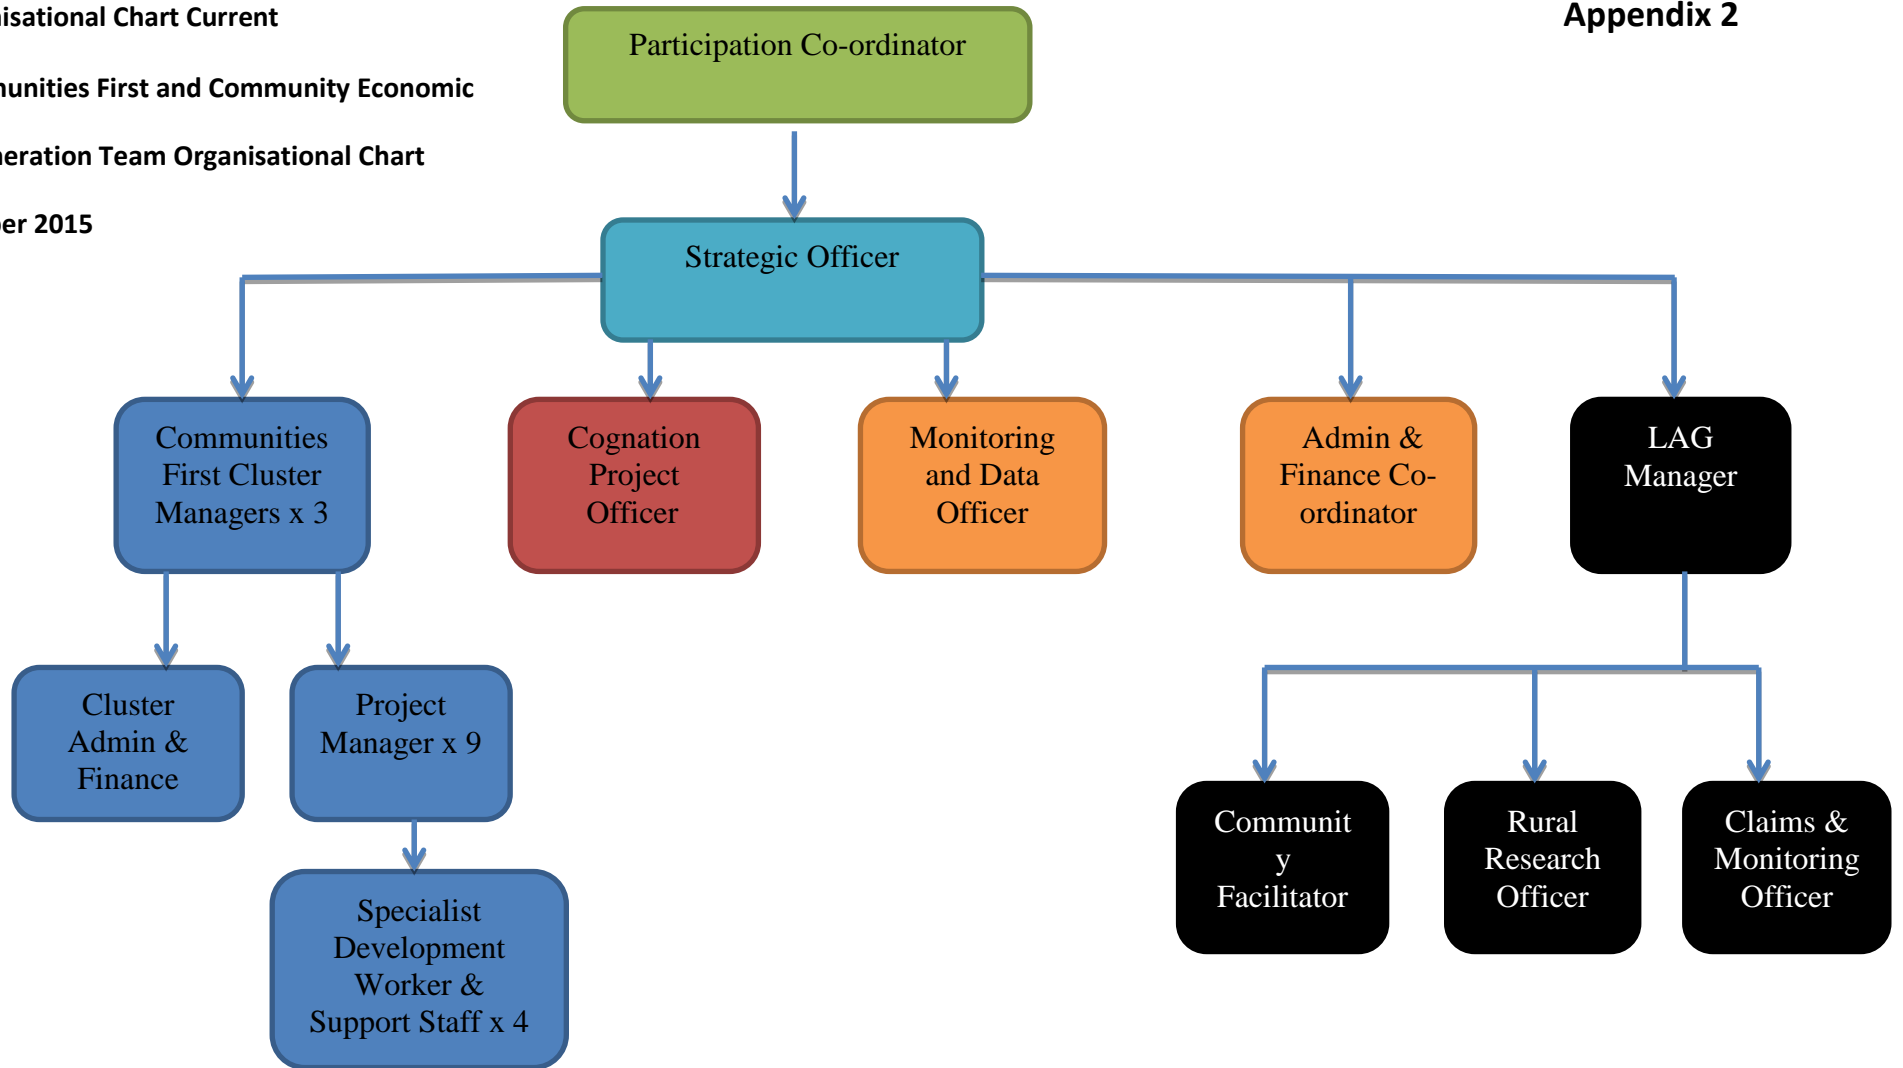 nisational Chart Current
Appendix 2
Participation Co-ordinator
munities First and Community Economic
neration Team Organisational Chart
ber 2015
Strategic Officer
Communities
First Cluster
Managers x 3
Cognation
Project
Officer
Monitoring
and Data
Officer
Admin &
Finance Co-
ordinator
LAG
Manager
Cluster
Admin &
Finance
Project
Manager x 9
Specialist
Development
Worker &
Support Staff x 4
Communit
y
Facilitator
Rural
Research
Officer
Claims &
Monitoring
Officer